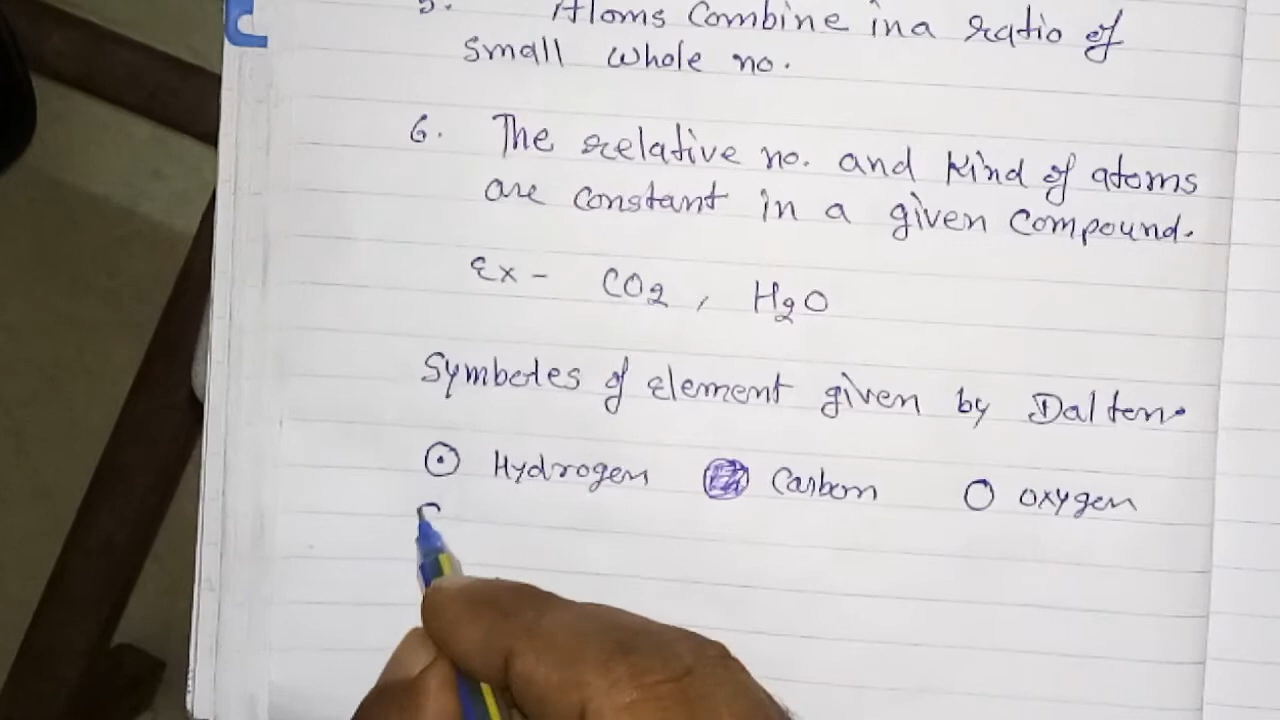 5. Atoms Combine in a ratio of
small whole no.
6. The relative no. and kind of atoms
are constant in a given compound.
Ex - CO2, H2O
Symboles of element given by Dalton.
Hydrogen Carbon Oxygen